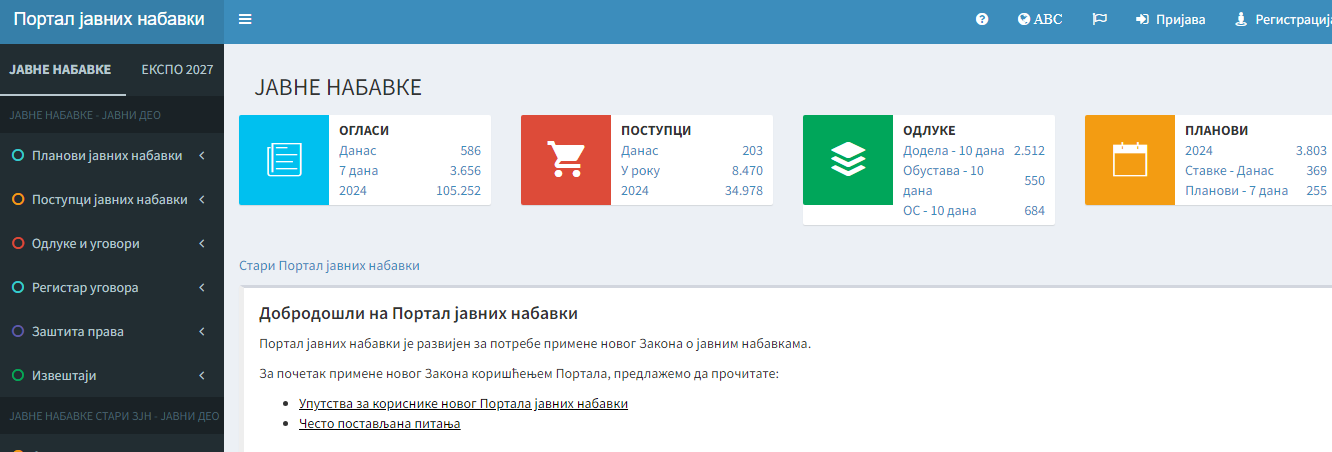 Портал јавних набавки
ABC
Пријава
ЈАВНЕ НАБАВКЕ ЕКСПО 2027
ЈАВНЕ НАБАВКЕ - ЈАВНИ ДЕО
Планови јавних набавки
Поступци јавних набавки
Одлуке и уговори
Регистар уговора
Заштита права
Извештаји
ЈАВНЕ НАБАВКЕ СТАРИ ЗЈН - ЈАВНИ ДЕО
ЈАВНЕ НАБАВКЕ
ОГЛАСИ
Данас 586
7 дана 3.656
2024 105.252
ПОСТУПЦИ
Данас 203
У року 8.470
2024 34.978
ОДЛУКЕ
Додела - 10 дана 2.512
Обустава - 10
дана 550
ОС - 10 дана 684
ПЛАНОВИ
2024 3.803
Ставке - Данас 369
Планови - 7 дана 255
Стари Портал јавних набавки
Добродошли на Портал јавних набавки
Портал јавних набавки је развијен за потребе примене новог Закона о јавним набавкама.
За почетак примене новог Закона коришћењем Портала, предлажемо да прочитате:
Упутства за кориснике новог Портала јавних набавки
Често постављана питања